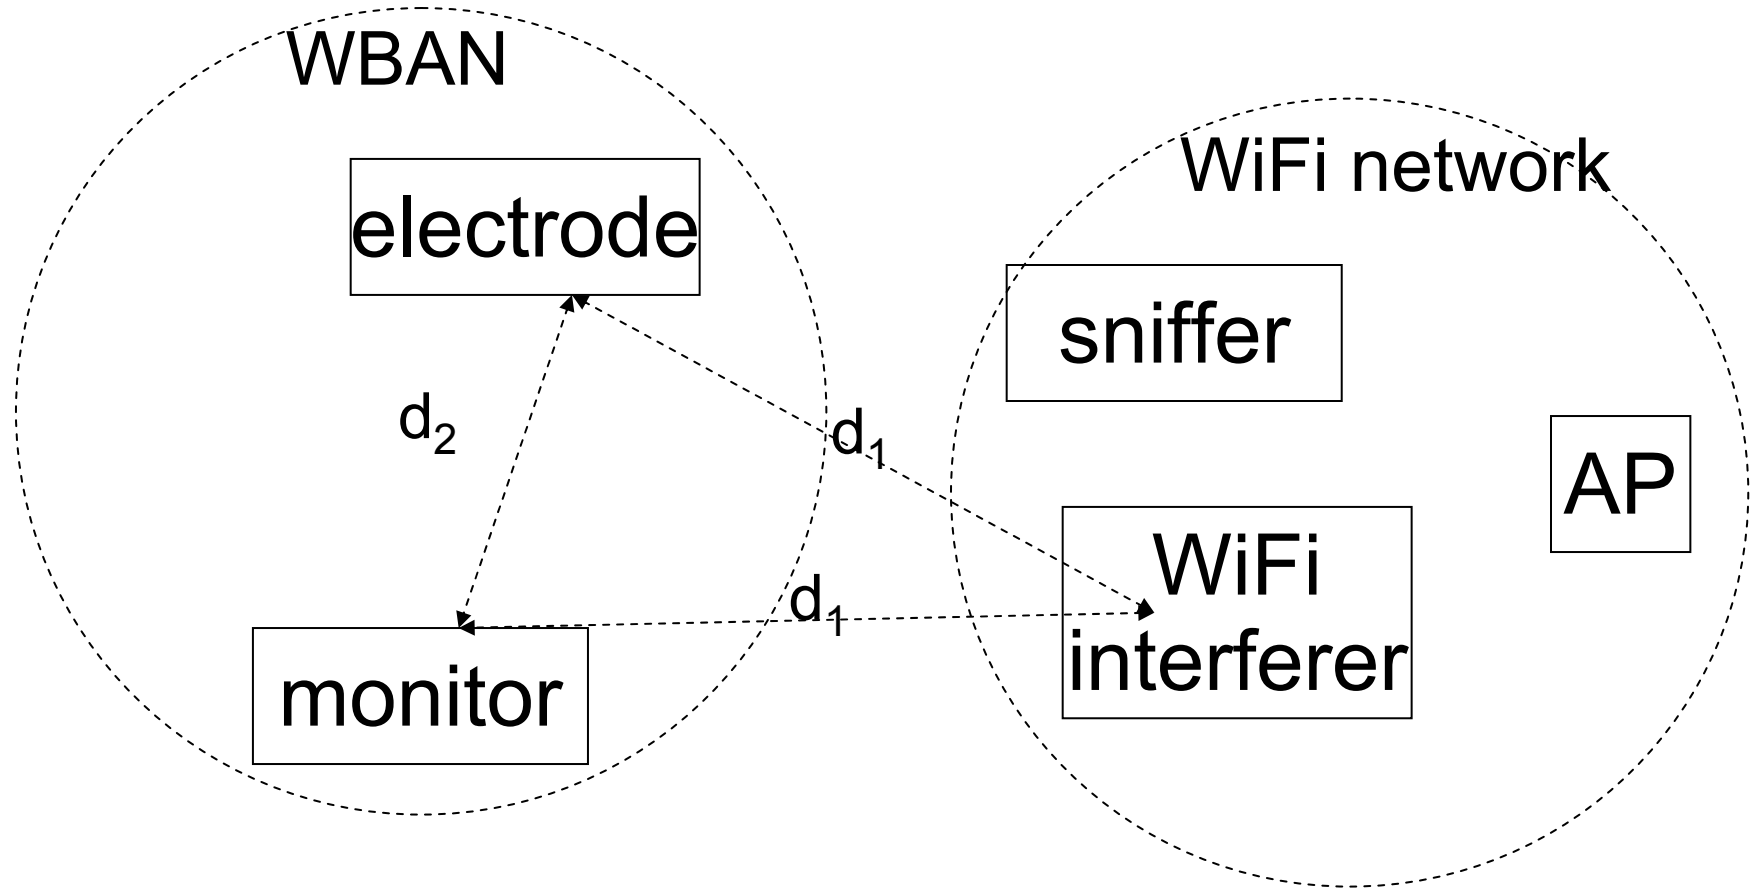 WBAN
WiFi network
electrode
sniffer
d2
d1
AP
WiFi
interferer
d1
monitor